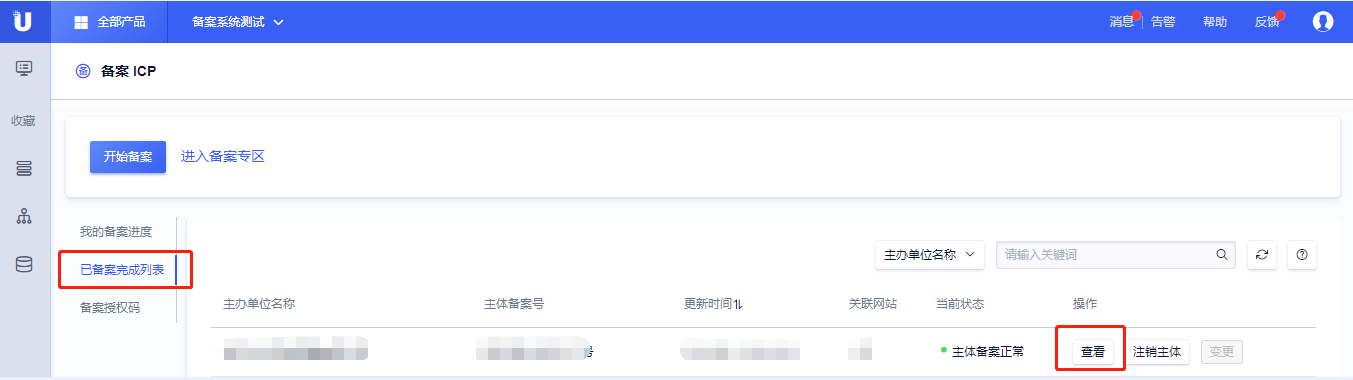 U 全部产品 备案系统测试 消息 告警 帮助 反馈
备 备案 ICP
收藏
开始备案 进入备案专区
我的备案进度
已备案完成列表
备案授权码
主办单位名称 请输入关键词
主办单位名称 主体备案号 更新时间 关联网站 当前状态 操作
号 主体备案正常 查看 注销主体 变更